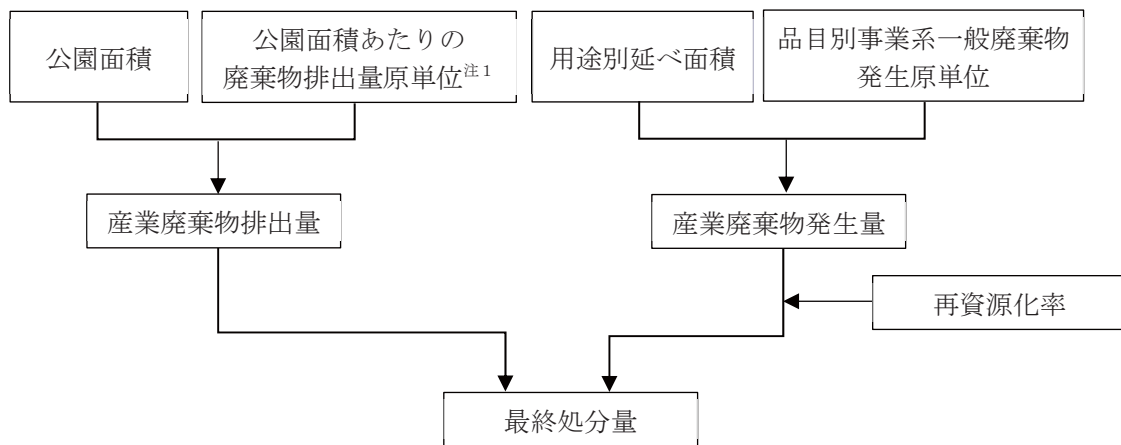 公園面積
公園面積あたりの
廃棄物排出量原単位注1
用途別延べ面積
品目別事業系一般廃棄物
発生原単位
産業廃棄物排出量
産業廃棄物発生量
再資源化率
最終処分量